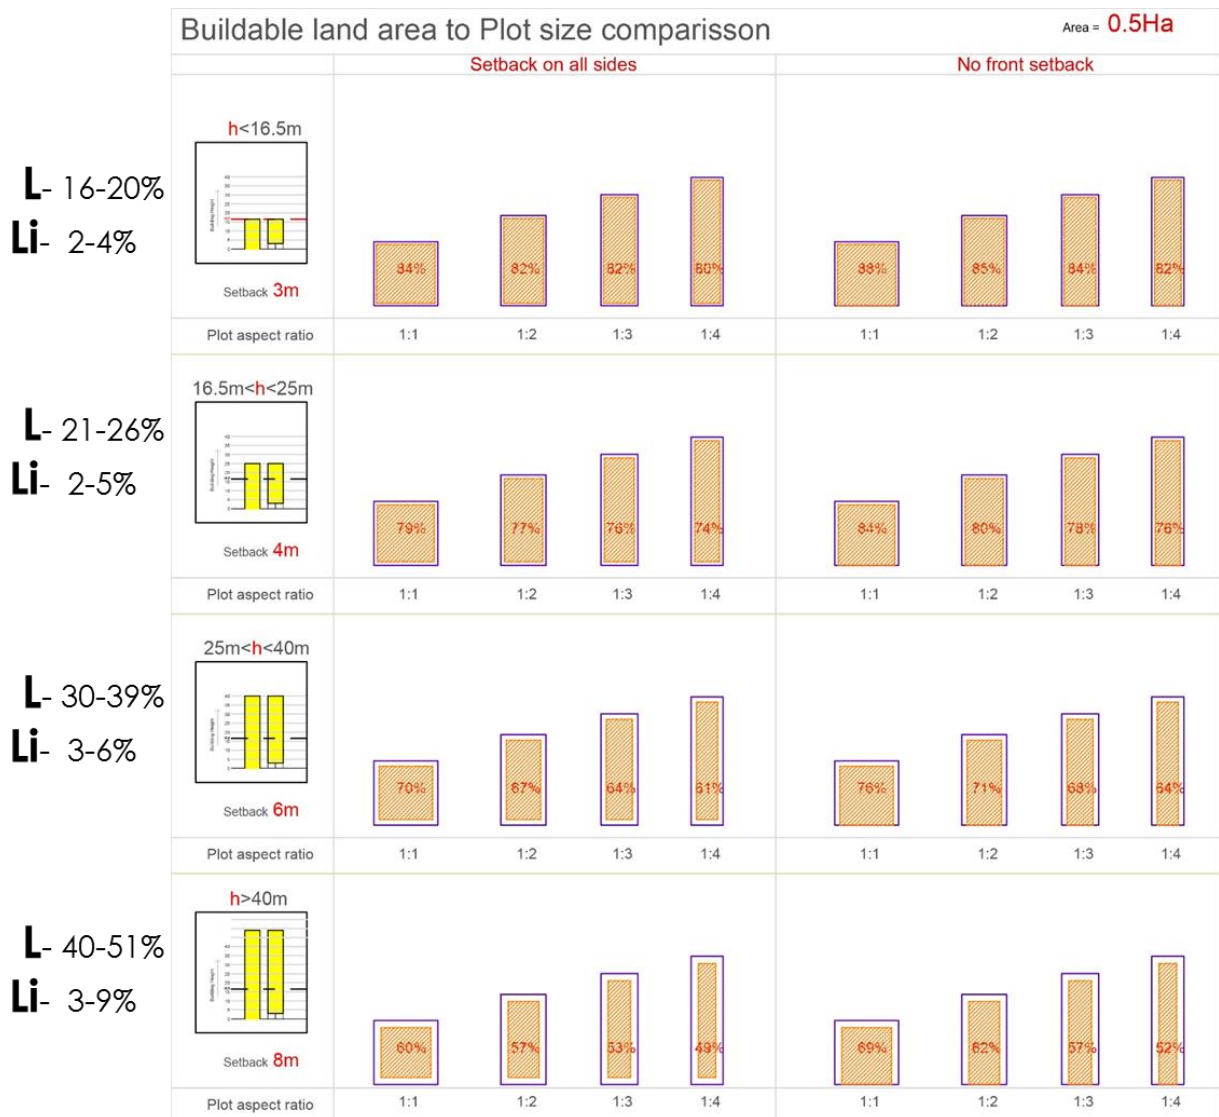 Buildable land area to Plot size comparisson
Area = 0.5Ha
Setback on all sides No front setback
h<16.5m
L- 16-20%
Li- 2-4%
84% 82% 82% 80% 88% 85% 84% 82%
Setback 3m
Plot aspect ratio 1:1 1:2 1:3 1:4 1:1 1:2 1:3 1:4
16.5m<h<25m
L- 21-26%
Li- 2-5%
79% 77% 76% 74% 84% 80% 78% 76%
Setback 4m
Plot aspect ratio 1:1 1:2 1:3 1:4 1:1 1:2 1:3 1:4
25m<h<40m
L- 30-39%
Li- 3-6%
70% 67% 64% 61% 76% 71% 68% 64%
Setback 6m
Plot aspect ratio 1:1 1:2 1:3 1:4 1:1 1:2 1:3 1:4
h>40m
L- 40-51%
Li- 3-9%
60% 57% 53% 49% 69% 62% 57% 52%
Setback 8m
Plot aspect ratio 1:1 1:2 1:3 1:4 1:1 1:2 1:3 1:4